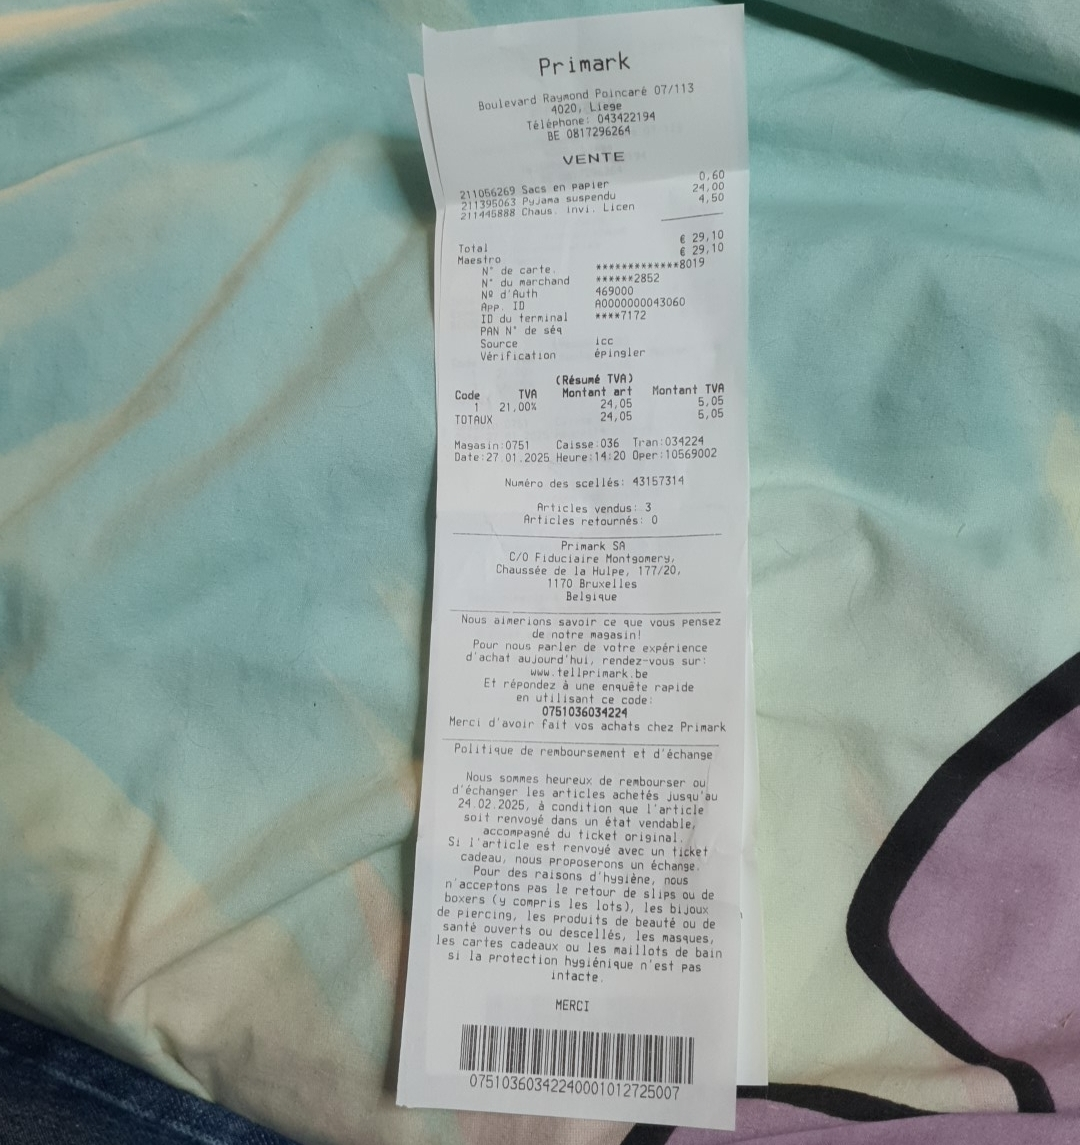 Primark
Boulevard Raymond Poincaré 07/113
4020, Liege
Téléphone: 043422194
BE 0817296264
VENTE
211056269 Sacs en papier 0,60
211395063 Pyjama suspendu 24,00
211445888 Chaus. invi. Licen 4,50
Total € 29,10
Maestro € 29,10
N° de carte. *************8019
N° du marchand ******2852
Nº d'Auth 469000
App. ID A0000000043060
ID du terminal ****7172
PAN N° de séq
Source icc
Vérification épingler
(Résumé TVA)
Code TVA Montant art Montant TVA
1 21,00% 24,05 5,05
TOTAUX 24,05 5,05
Magasin:0751 Caisse:036 Tran:034224
Date:27.01.2025 Heure:14:20 Oper:10569002
Numéro des scellés: 43157314
Articles vendus: 3
Articles retournés: 0
Primark SA
C/O Fiduciaire Montgomery,
Chaussée de la Hulpe, 177/20,
1170 Bruxelles
Belgique
Nous aimerions savoir ce que vous pensez
de notre magasin!
Pour nous parler de votre expérience
d'achat aujourd'hui, rendez-vous sur:
www.tellprimark.be
Et répondez à une enquête rapide
en utilisant ce code:
0751036034224
Merci d'avoir fait vos achats chez Primark
Politique de remboursement et d'échange
Nous sommes heureux de rembourser ou
d'échanger les articles achetés jusqu'au
24.02.2025, à condition que l'article
soit renvoyé dans un état vendable,
accompagné du ticket original.
Si l'article est renvoyé avec un ticket
cadeau, nous proposerons un échange.
Pour des raisons d'hygiène, nous
n'acceptons pas le retour de slips ou de
boxers (y compris les lots), les bijoux
de piercing, les produits de beauté ou de
santé ouverts ou descellés, les masques,
les cartes cadeaux ou les maillots de bain
si la protection hygiénique n'est pas
intacte.
MERCI
07510360342240001012725007